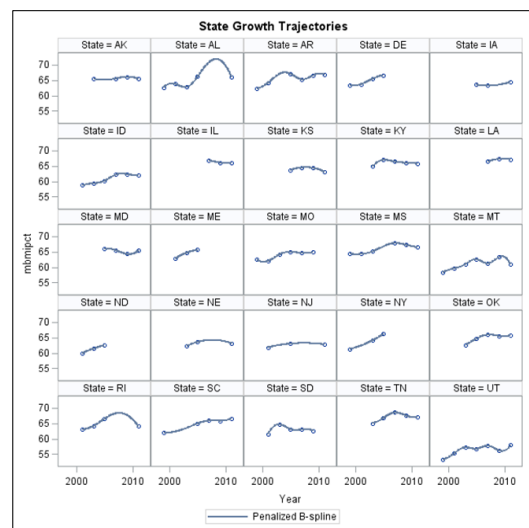 State Growth Trajectories
State = AK State = AL State = AR State = DE State = IA
70
65
60
55
State = ID State = IL State = KS State = KY State = LA
70
65
60
55
mbmipct
State = MD State = ME State = MO State = MS State = MT
70
65
60
55
State = ND State = NE State = NJ State = NY State = OK
70
65
60
55
State = RI State = SC State = SD State = TN State = UT
70
65
60
55
2000 2010 2000 2010 2000 2010 2000 2010 2000 2010
Year
Penalized B-spline